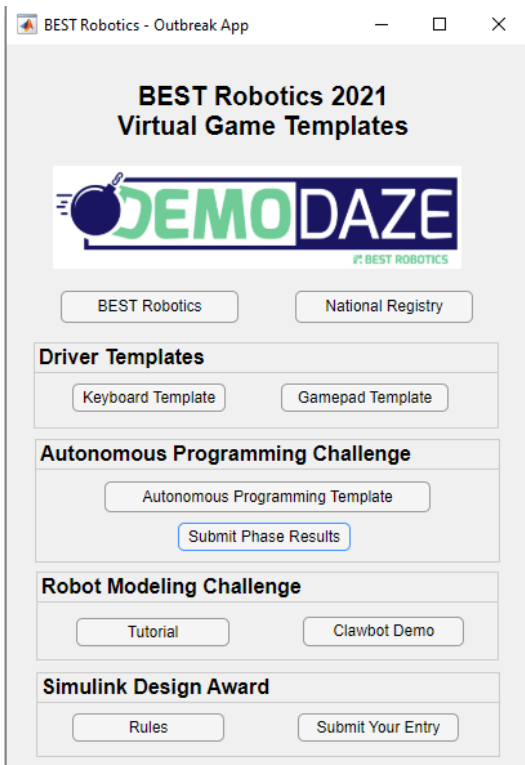 BEST Robotics - Outbreak App
BEST Robotics 2021
Virtual Game Templates
DEMODAZE
BEST ROBOTICS
BEST Robotics
National Registry
Driver Templates
Keyboard Template
Gamepad Template
Autonomous Programming Challenge
Autonomous Programming Template
Submit Phase Results
Robot Modeling Challenge
Tutorial
Clawbot Demo
Simulink Design Award
Rules
Submit Your Entry